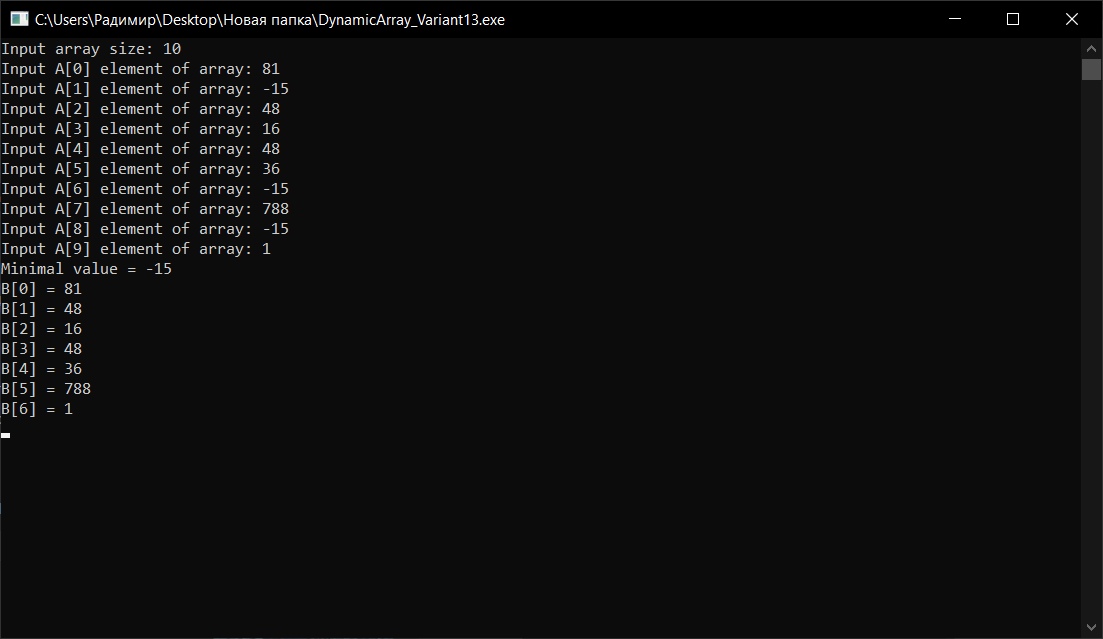 C:\Users\Радимир\Desktop\Новая папка\DynamicArray_Variant13.exe
Input array size: 10
Input A[0] element of array: 81
Input A[1] element of array: -15
Input A[2] element of array: 48
Input A[3] element of array: 16
Input A[4] element of array: 48
Input A[5] element of array: 36
Input A[6] element of array: -15
Input A[7] element of array: 788
Input A[8] element of array: -15
Input A[9] element of array: 1
Minimal value = -15
B[0] = 81
B[1] = 48
B[2] = 16
B[3] = 48
B[4] = 36
B[5] = 788
B[6] = 1